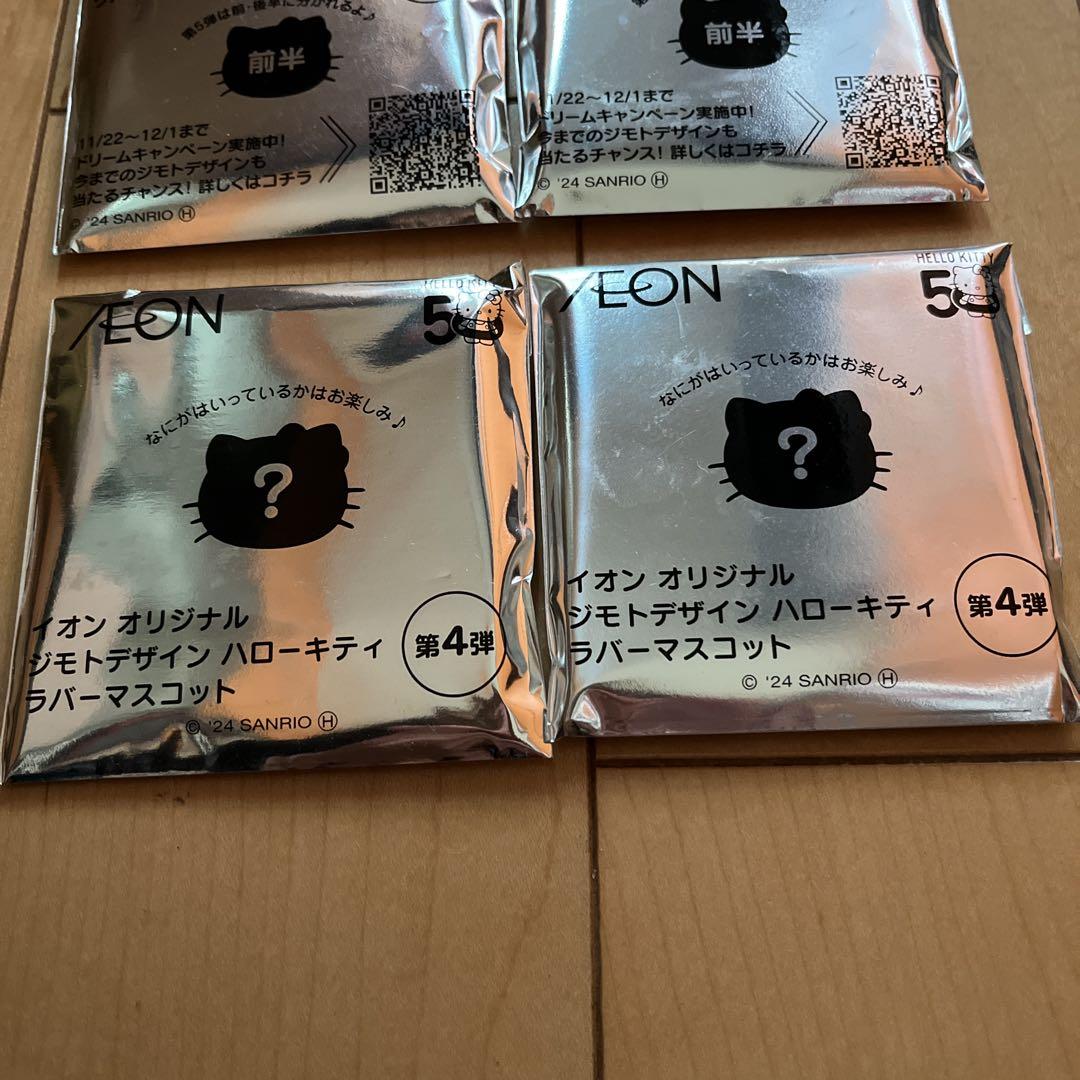 第5弾は前・後半に分かれるよ♪
前半
11/22〜12/1まで
ドリームキャンペーン実施中!
今までのジモトデザインも
当たるチャンス! 詳しくはコチラ
© '24 SANRIO Ⓗ
前半
1/22〜12/1まで
ドリームキャンペーン実施中!
今までのジモトデザインも
当たるチャンス! 詳しくはコチラ
© '24 SANRIO Ⓗ
ÆON
HELLO KITTY
50
なにがはいっているかはお楽しみ♪
?
イオン オリジナル
ジモトデザイン ハローキティ
ラバーマスコット
第4弾
© '24 SANRIO Ⓗ
ÆON
HELLO KITTY
50
なにがはいっているかはお楽しみ♪
?
イオン オリジナル
ジモトデザイン ハローキティ
ラバーマスコット
第4弾
© '24 SANRIO Ⓗ